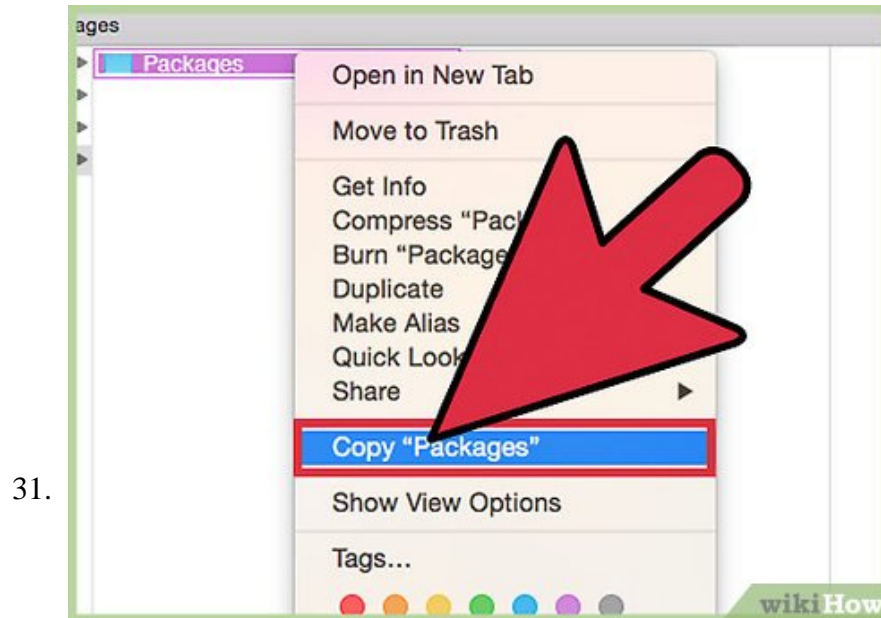 ages
Packages
Open in New Tab
Move to Trash
Get Info
Compress “Pac
Burn “Package
Duplicate
Make Alias
Quick Look
Share
Copy “Packages”
31.
Show View Options
Tags...
wikiHow